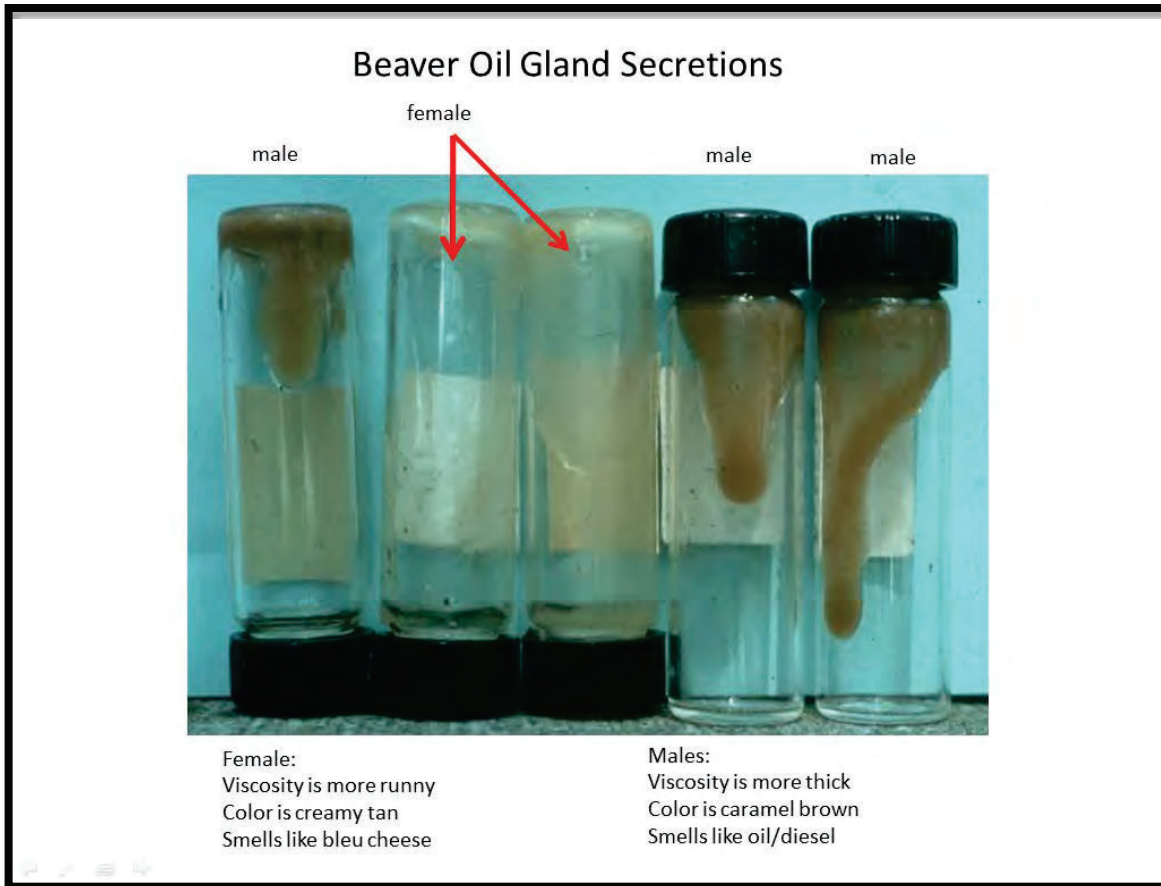 Beaver Oil Gland Secretions
female
male
male
male
Female:
Viscosity is more runny
Color is creamy tan
Smells like bleu cheese
Males:
Viscosity is more thick
Color is caramel brown
Smells like oil/diesel